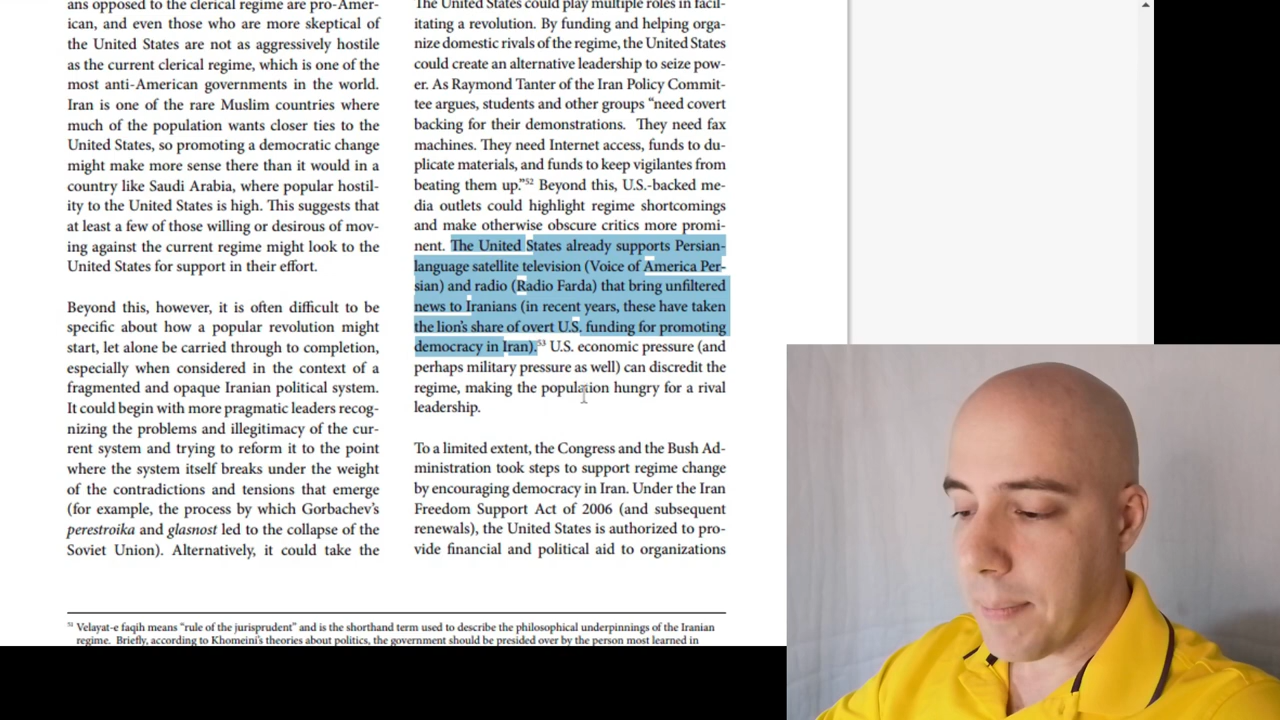 ans opposed to the clerical regime are pro-Amer-
ican, and even those who are more skeptical of
the United States are not as aggressively hostile
as the current clerical regime, which is one of the
most anti-American governments in the world.
Iran is one of the rare Muslim countries where
much of the population wants closer ties to the
United States, so promoting a democratic change
might make more sense there than it would in a
country like Saudi Arabia, where popular hostil-
ity to the United States is high. This suggests that
at least a few of those willing or desirous of mov-
ing against the current regime might look to the
United States for support in their effort.
Beyond this, however, it is often difficult to be
specific about how a popular revolution might
start, let alone be carried through to completion,
especially when considered in the context of a
fragmented and opaque Iranian political system.
It could begin with more pragmatic leaders recog-
nizing the problems and illegitimacy of the cur-
rent system and trying to reform it to the point
where the system itself breaks under the weight
of the contradictions and tensions that emerge
(for example, the process by which Gorbachev's
perestroika and glasnost led to the collapse of the
Soviet Union). Alternatively, it could take the
The United States could play multiple roles in facil-
itating a revolution. By funding and helping orga-
nize domestic rivals of the regime, the United States
could create an alternative leadership to seize pow-
er. As Raymond Tanter of the Iran Policy Commit-
tee argues, students and other groups “need covert
backing for their demonstrations. They need fax
machines. They need Internet access, funds to du-
plicate materials, and funds to keep vigilantes from
beating them up.”52 Beyond this, U.S.-backed me-
dia outlets could highlight regime shortcomings
and make otherwise obscure critics more promi-
nent. The United States already supports Persian-
language satellite television (Voice of America Per-
sian) and radio (Radio Farda) that bring unfiltered
news to Iranians (in recent years, these have taken
the lion's share of overt U.S. funding for promoting
democracy in Iran).53 U.S. economic pressure (and
perhaps military pressure as well) can discredit the
regime, making the population hungry for a rival
leadership.
To a limited extent, the Congress and the Bush Ad-
ministration took steps to support regime change
by encouraging democracy in Iran. Under the Iran
Freedom Support Act of 2006 (and subsequent
renewals), the United States is authorized to pro-
vide financial and political aid to organizations
51 Velayat-e faqih means “rule of the jurisprudent” and is the shorthand term used to describe the philosophical underpinnings of the Iranian
regime. Briefly, according to Khomeini's theories about politics, the government should be presided over by the person most learned in